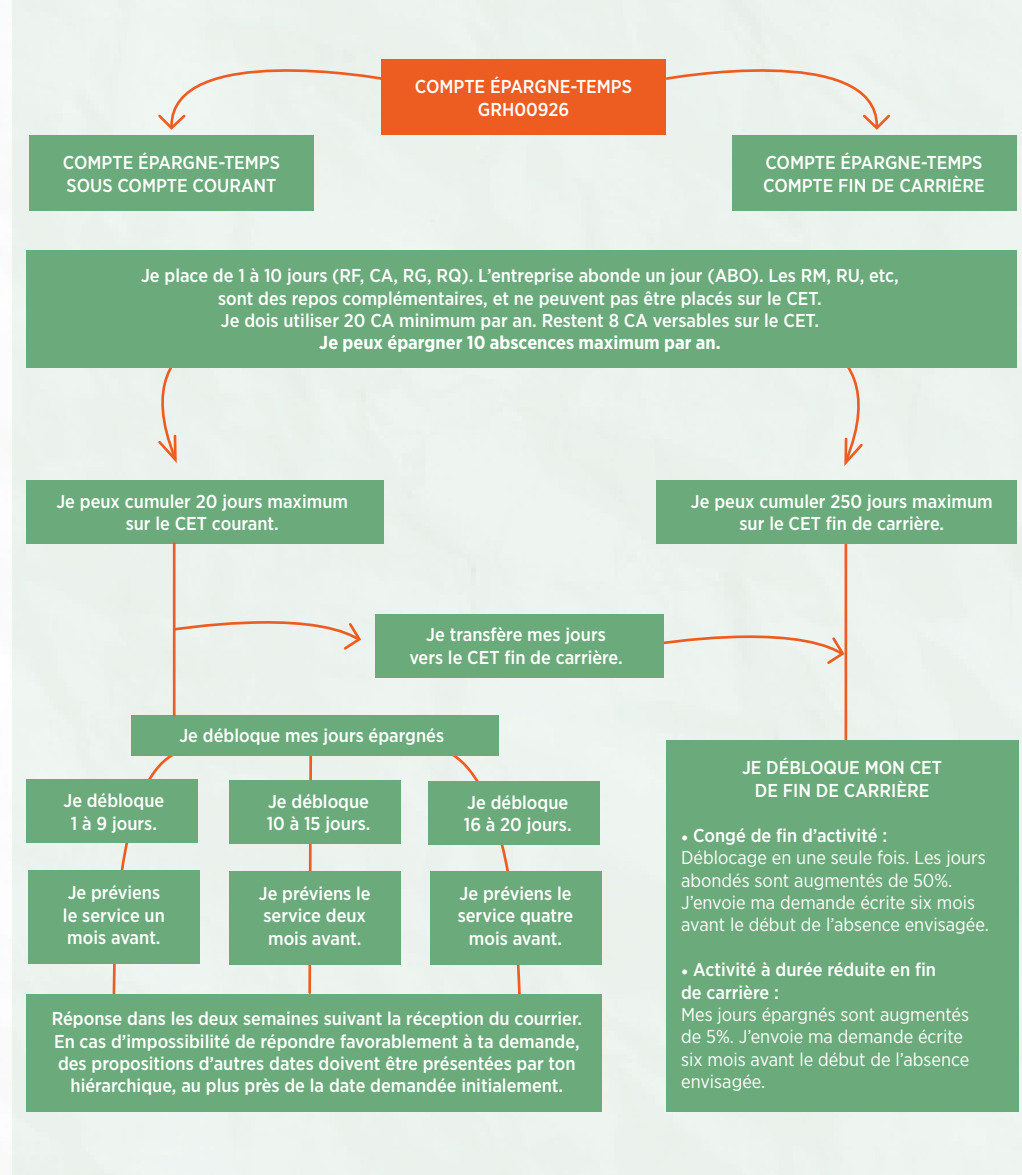 COMPTE ÉPARGNE-TEMPS
GRH00926
COMPTE ÉPARGNE-TEMPS
SOUS COMPTE COURANT
COMPTE ÉPARGNE-TEMPS
COMPTE FIN DE CARRIÈRE
Je place de 1 à 10 jours (RF, CA, RG, RQ). L'entreprise abonde un jour (ABO). Les RM, RU, etc,
sont des repos complémentaires, et ne peuvent pas être placés sur le CET.
Je dois utiliser 20 CA minimum par an. Restent 8 CA versables sur le CET.
Je peux épargner 10 abscences maximum par an.
Je peux cumuler 20 jours maximum
sur le CET courant.
Je peux cumuler 250 jours maximum
sur le CET fin de carrière.
Je transfère mes jours
vers le CET fin de carrière.
Je débloque mes jours épargnés
Je débloque
1 à 9 jours.
Je débloque
10 à 15 jours.
Je débloque
16 à 20 jours.
Je préviens
le service un
mois avant.
Je préviens le
service deux
mois avant.
Je préviens le
service quatre
mois avant.
Réponse dans les deux semaines suivant la réception du courrier.
En cas d'impossibilité de répondre favorablement à ta demande,
des propositions d'autres dates doivent être présentées par ton
hiérarchique, au plus près de la date demandée initialement.
JE DÉBLOQUE MON CET
DE FIN DE CARRIÈRE
• Congé de fin d'activité :
Déblocage en une seule fois. Les jours
abondés sont augmentés de 50%.
J'envoie ma demande écrite six mois
avant le début de l'absence envisagée.
• Activité à durée réduite en fin
de carrière :
Mes jours épargnés sont augmentés
de 5%. J'envoie ma demande écrite
six mois avant le début de l'absence
envisagée.